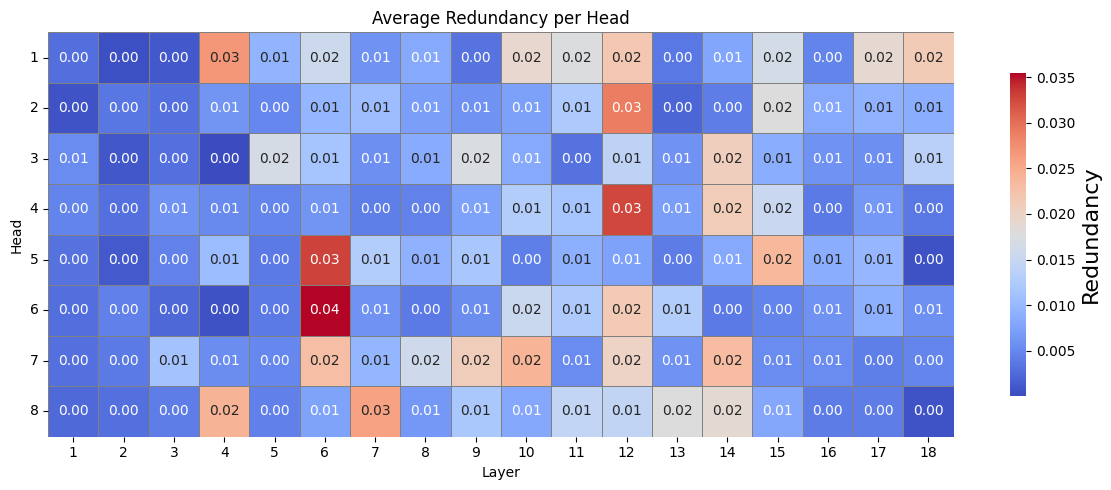 Average Redundancy per Head
1 0.00 0.00 0.00 0.03 0.01 0.02 0.01 0.01 0.00 0.02 0.02 0.02 0.00 0.01 0.02 0.00 0.02 0.02
2 0.00 0.00 0.00 0.01 0.00 0.01 0.01 0.01 0.01 0.01 0.01 0.03 0.00 0.00 0.02 0.01 0.01 0.01
3 0.01 0.00 0.00 0.00 0.02 0.01 0.01 0.01 0.02 0.01 0.00 0.01 0.01 0.02 0.01 0.01 0.01 0.01
4 0.00 0.00 0.01 0.01 0.00 0.01 0.00 0.00 0.01 0.01 0.01 0.03 0.01 0.02 0.02 0.00 0.01 0.00
5 0.00 0.00 0.00 0.01 0.00 0.03 0.01 0.01 0.01 0.00 0.01 0.01 0.00 0.01 0.02 0.01 0.01 0.00
6 0.00 0.00 0.00 0.00 0.00 0.04 0.01 0.00 0.01 0.02 0.01 0.02 0.01 0.00 0.00 0.01 0.01 0.01
7 0.00 0.00 0.01 0.01 0.00 0.02 0.01 0.02 0.02 0.02 0.01 0.02 0.01 0.02 0.01 0.01 0.00 0.00
8 0.00 0.00 0.00 0.02 0.00 0.01 0.03 0.01 0.01 0.01 0.01 0.01 0.02 0.02 0.01 0.00 0.00 0.00
1 2 3 4 5 6 7 8 9 10 11 12 13 14 15 16 17 18
Layer
Head
0.035
0.030
0.025
0.020
0.015
0.010
0.005
Redundancy